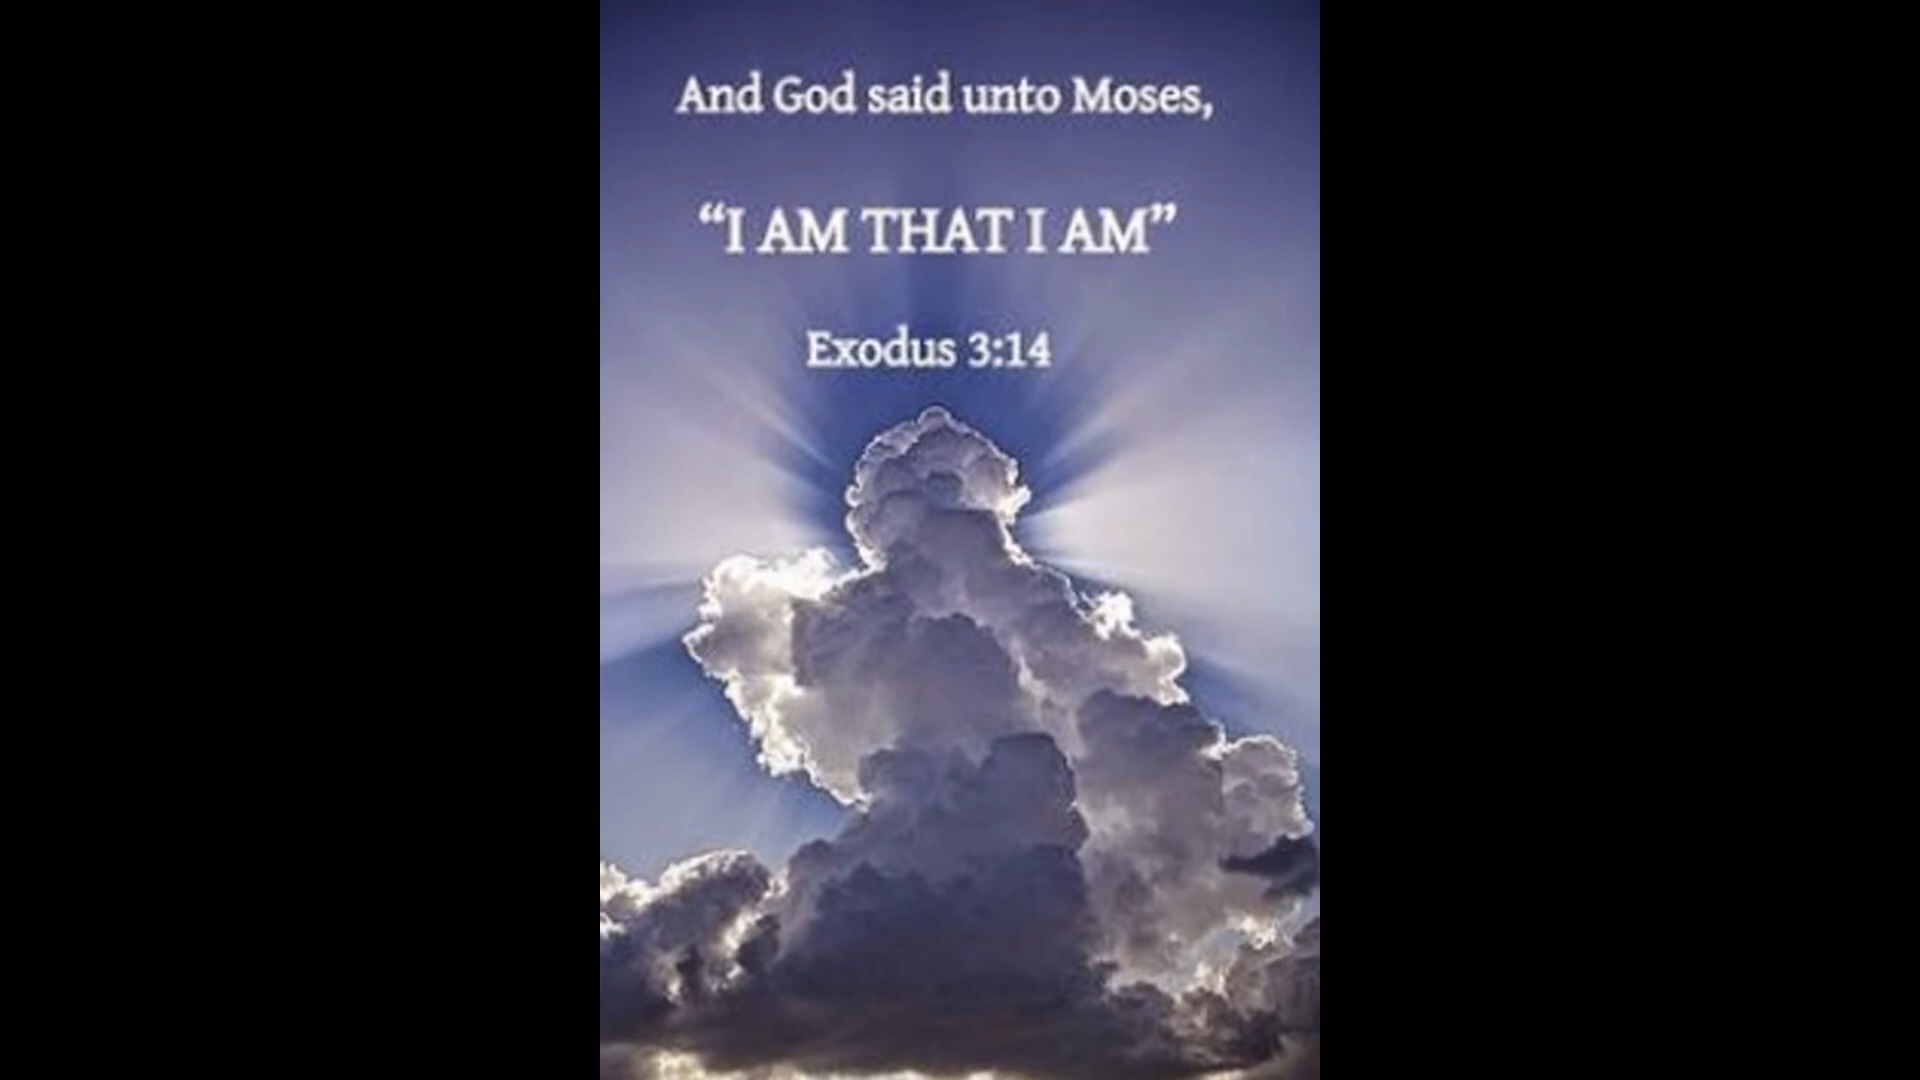 And God said unto Moses,
“I AM THAT I AM”
Exodus 3:14